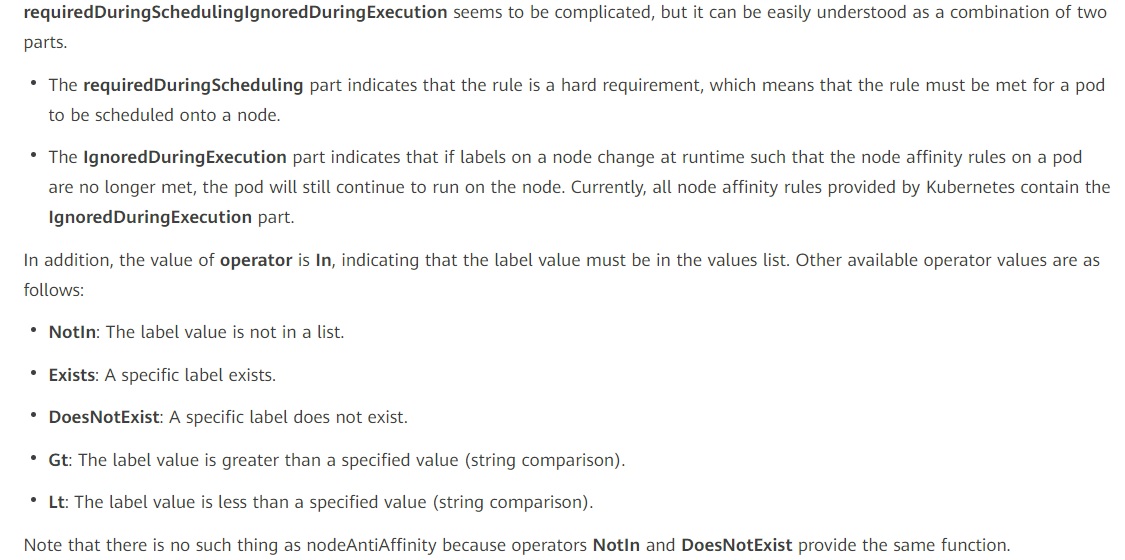 requiredDuringSchedulingIgnoredDuringExecution seems to be complicated, but it can be easily understood as a combination of two
parts.
• The requiredDuringScheduling part indicates that the rule is a hard requirement, which means that the rule must be met for a pod
to be scheduled onto a node.
• The IgnoredDuringExecution part indicates that if labels on a node change at runtime such that the node affinity rules on a pod
are no longer met, the pod will still continue to run on the node. Currently, all node affinity rules provided by Kubernetes contain the
IgnoredDuringExecution part.
In addition, the value of operator is In, indicating that the label value must be in the values list. Other available operator values are as
follows:
• NotIn: The label value is not in a list.
• Exists: A specific label exists.
• DoesNotExist: A specific label does not exist.
• Gt: The label value is greater than a specified value (string comparison).
• Lt: The label value is less than a specified value (string comparison).
Note that there is no such thing as nodeAntiAffinity because operators NotIn and DoesNotExist provide the same function.